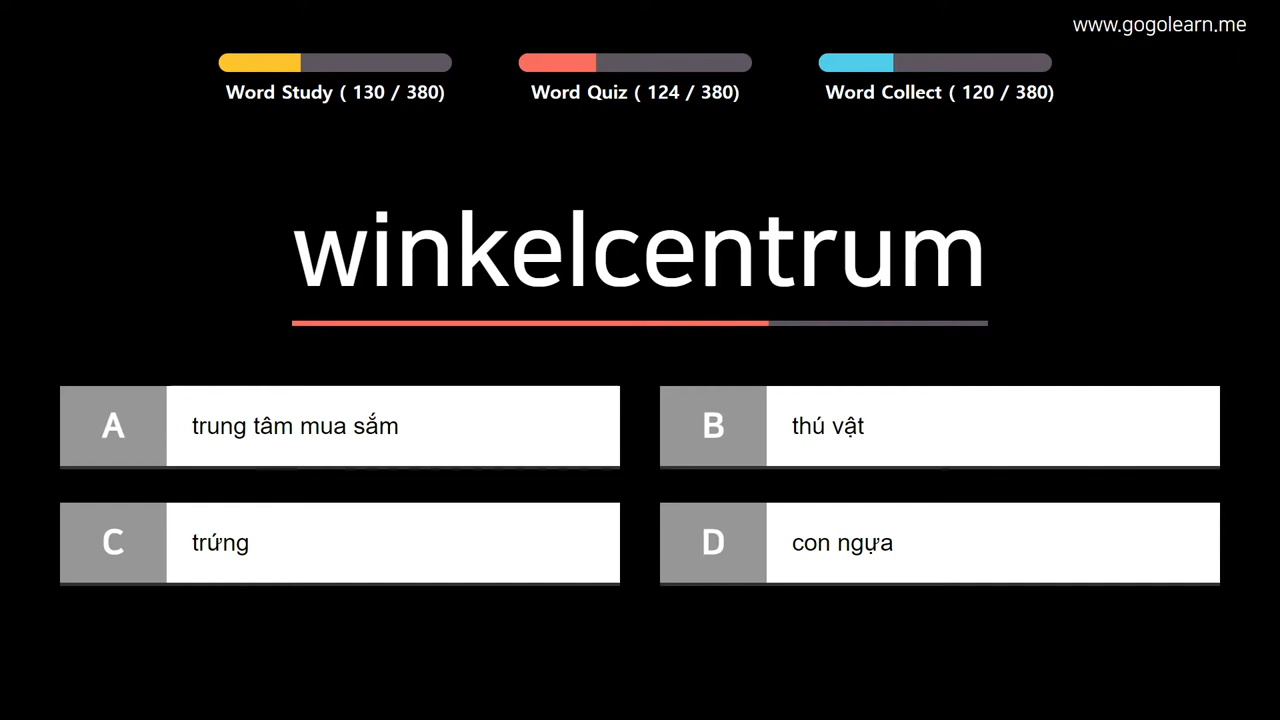 www.gogolearn.me
Word Study ( 130 / 380)
Word Quiz ( 124 / 380)
Word Collect ( 120 / 380)
winkelcentrum
A trung tâm mua sắm
B thú vật
C trứng
D con ngựa